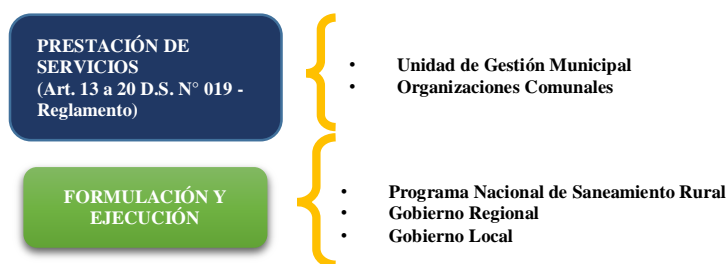 PRESTACIÓN DE
SERVICIOS
(Art. 13 a 20 D.S. N° 019 -
Reglamento)
• Unidad de Gestión Municipal
• Organizaciones Comunales
FORMULACIÓN Y
EJECUCIÓN
• Programa Nacional de Saneamiento Rural
• Gobierno Regional
• Gobierno Local